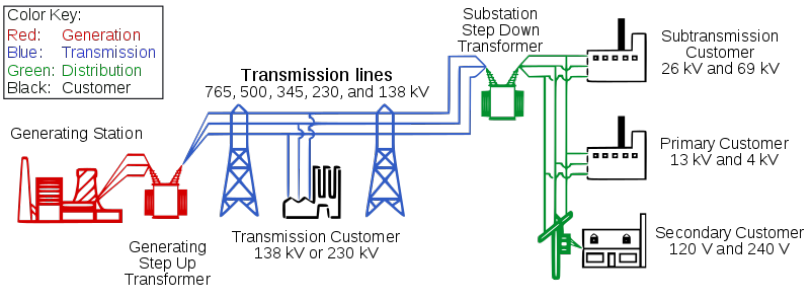 Color Key:
Red: Generation
Blue: Transmission
Green: Distribution
Black: Customer
Generating Station
Generating
Step Up
Transformer
Transmission lines
765, 500, 345, 230, and 138 kV
Transmission Customer
138 kV or 230 kV
Substation
Step Down
Transformer
Subtransmission
Customer
26 kV and 69 kV
Primary Customer
13 kV and 4 kV
Secondary Customer
120 V and 240 V